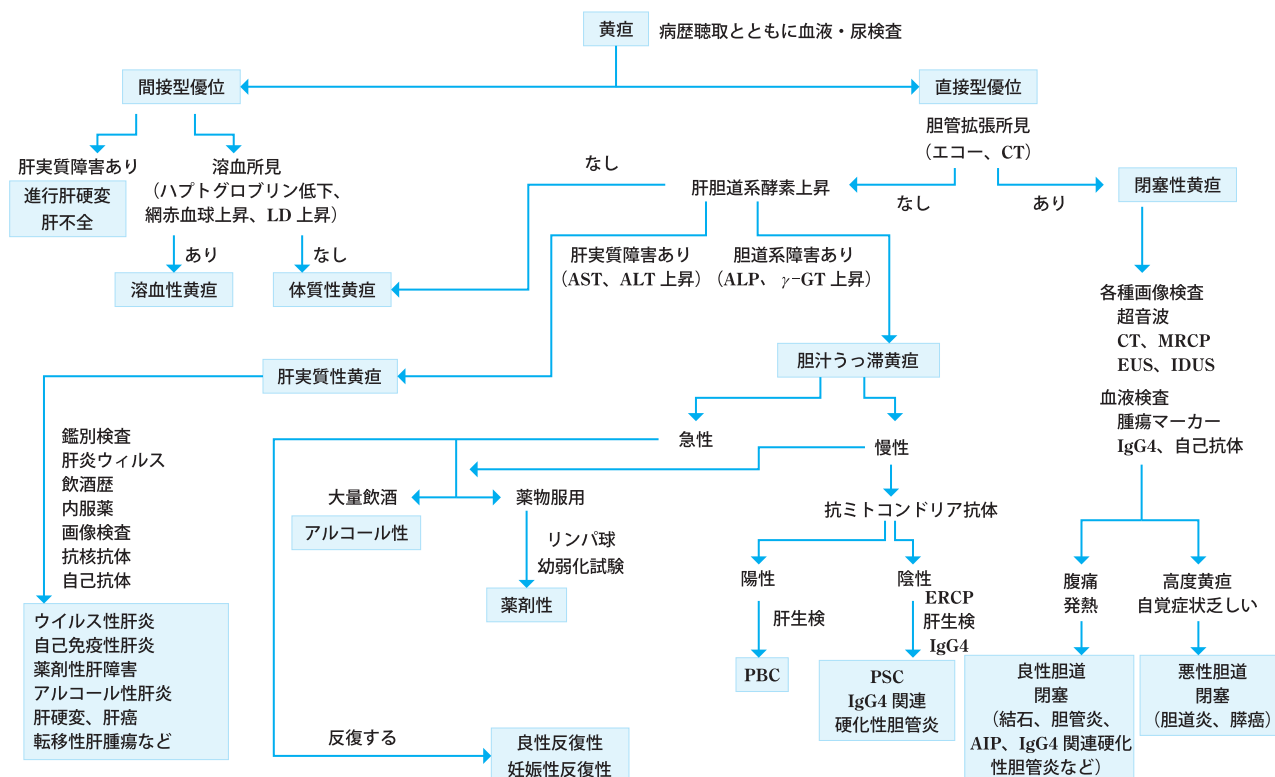 黄疸
病歴聴取とともに血液・尿検査
間接型優位
直接型優位
肝実質障害あり
進行肝硬変
肝不全
溶血所見
(ハプトグロブリン低下、
網赤血球上昇、LD 上昇)
あり
なし
溶血性黄疸
体質性黄疸
胆管拡張所見
(エコー、CT)
なし
あり
閉塞性黄疸
肝胆道系酵素上昇
なし
肝実質障害あり
(AST、ALT 上昇)
胆道系障害あり
(ALP、γ-GT 上昇)
肝実質性黄疸
胆汁うっ滞黄疸
鑑別検査
肝炎ウィルス
飲酒歴
内服薬
画像検査
抗核抗体
自己抗体
ウイルス性肝炎
自己免疫性肝炎
薬剤性肝障害
アルコール性肝炎
肝硬変、肝癌
転移性肝腫瘍など
急性
慢性
大量飲酒
アルコール性
薬物服用
リンパ球
幼弱化試験
薬剤性
反復する
良性反復性
妊娠性反復性
抗ミトコンドリア抗体
陽性
肝生検
PBC
陰性
ERCP
肝生検
IgG4
PSC
IgG4 関連
硬化性胆管炎
各種画像検査
超音波
CT、MRCP
EUS、IDUS
血液検査
腫瘍マーカー
IgG4、自己抗体
腹痛
発熱
良性胆道
閉塞
(結石、胆管炎、
AIP、IgG4 関連硬化
性胆管炎など)
高度黄疸
自覚症状乏しい
悪性胆道
閉塞
(胆道炎、膵癌)